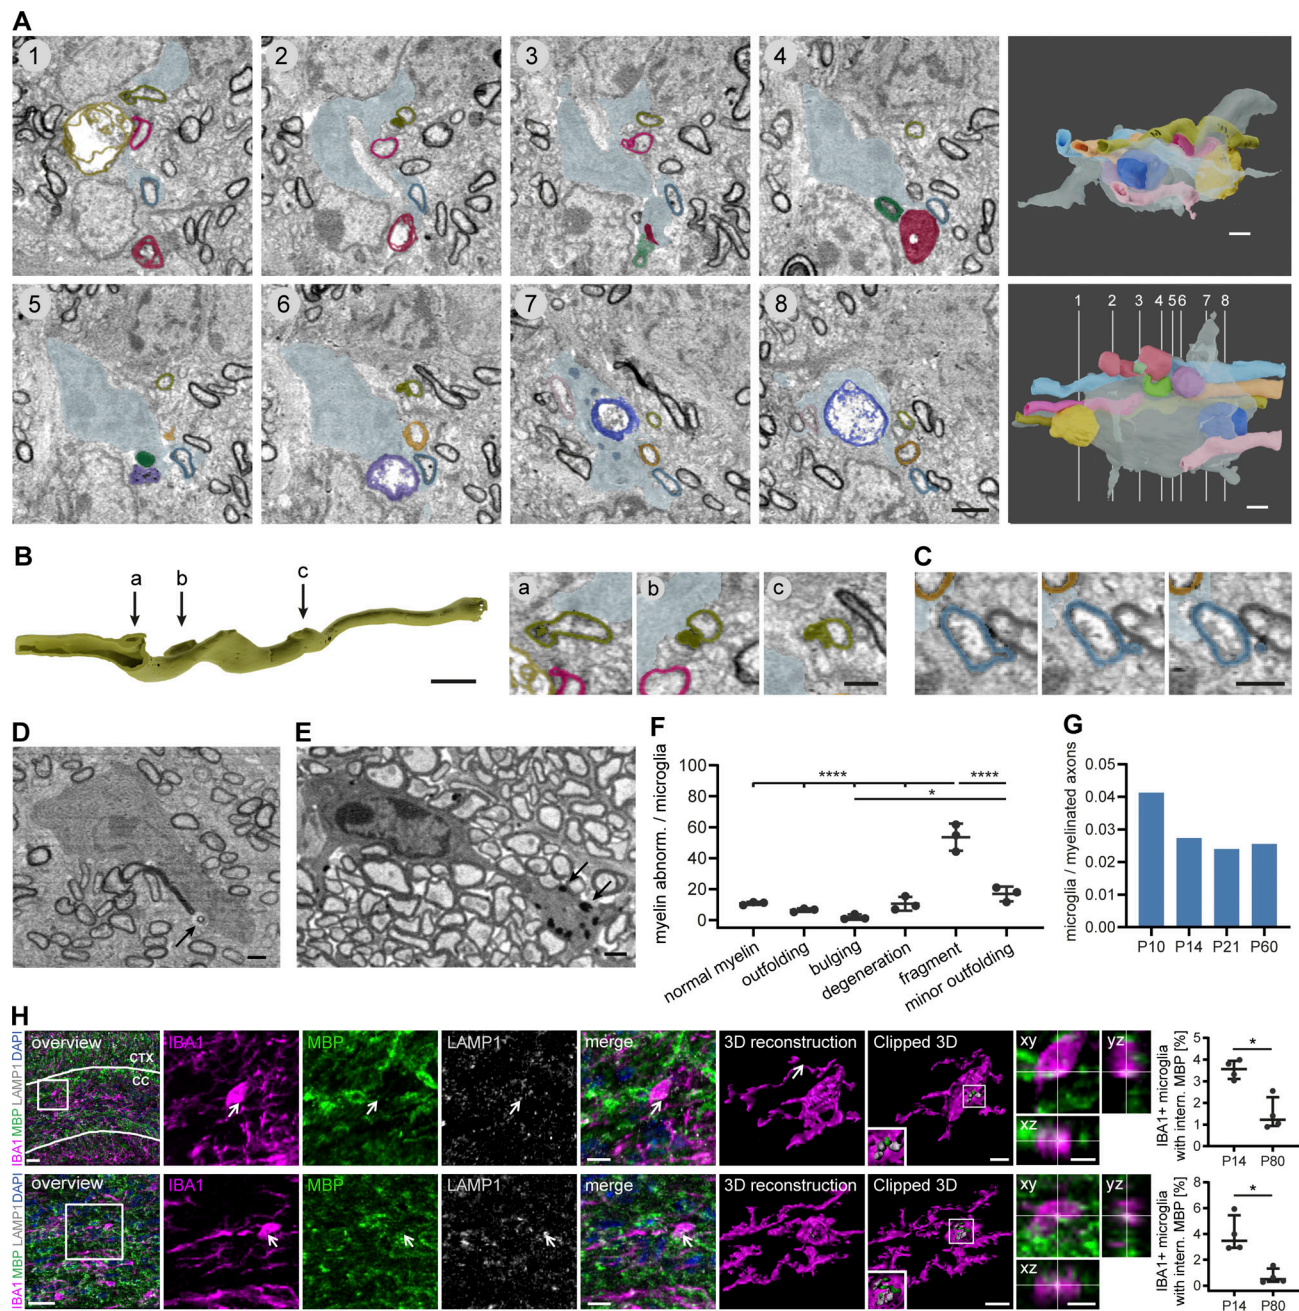 A
1
2
3
4
5
6
7
8
1 2 3 4 5 6 7 8
B
a
b
c
a
b
c
C
D
E
F
myelin abnorm. / microglia
100
80
60
40
20
0
****
****
*
normal myelin
outfolding
bulging
degeneration
fragment
minor outfolding
G
microglia / myelinated axons
0.05
0.04
0.03
0.02
0.01
0.00
P10 P14 P21 P60
H
IBA1 MBP LAMP1 DAPI
overview
CTX
CC
IBA1
MBP
LAMP1
merge
3D reconstruction
Clipped 3D
xy
yz
xz
IBA1+ microglia
with intern. MBP [%]
5
4
3
2
1
0
*
P14 P80
IBA1 MBP LAMP1 DAPI
overview
IBA1
MBP
LAMP1
merge
3D reconstruction
Clipped 3D
xy
yz
xz
IBA1+ microglia
with intern. MBP [%]
8
6
4
2
0
*
P14 P80